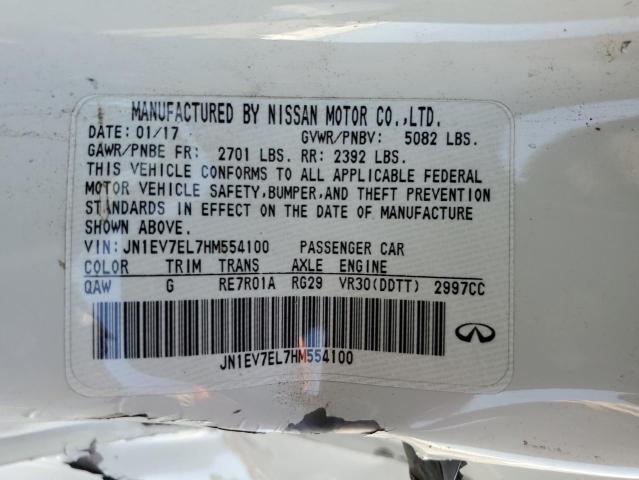 MANUFACTURED BY NISSAN MOTOR CO.,LTD.
DATE: 01/17 GVWR/PNBV: 5082 LBS.
GAWR/PNBE FR: 2701 LBS. RR: 2392 LBS.
THIS VEHICLE CONFORMS TO ALL APPLICABLE FEDERAL
MOTOR VEHICLE SAFETY,BUMPER,AND THEFT PREVENTION
STANDARDS IN EFFECT ON THE DATE OF MANUFACTURE
SHOWN ABOVE.
VIN: JN1EV7EL7HM554100 PASSENGER CAR
COLOR TRIM TRANS AXLE ENGINE
QAW G RE7R01A RG29 VR30(DDTT) 2997CC
JN1EV7EL7HM554100